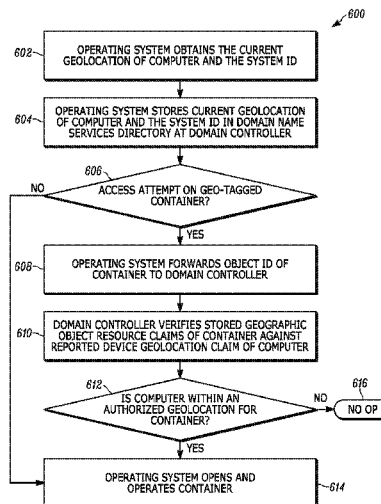 600
602
OPERATING SYSTEM OBTAINS THE CURRENT
GEOLOCATION OF COMPUTER AND THE SYSTEM ID
604
OPERATING SYSTEM STORES CURRENT GEOLOCATION
OF COMPUTER AND THE SYSTEM ID IN DOMAIN NAME
SERVICES DIRECTORY AT DOMAIN CONTROLLER
606
NO
ACCESS ATTEMPT ON GEO-TAGGED
CONTAINER?
YES
608
OPERATING SYSTEM FORWARDS OBJECT ID OF
CONTAINER TO DOMAIN CONTROLLER
610
DOMAIN CONTROLLER VERIFIES STORED GEOGRAPHIC
OBJECT RESOURCE CLAIMS OF CONTAINER AGAINST
REPORTED DEVICE GEOLOCATION CLAIM OF COMPUTER
612
IS COMPUTER WITHIN AN
AUTHORIZED GEOLOCATION FOR
CONTAINER?
NO
616
NO OP
YES
OPERATING SYSTEM OPENS AND
OPERATES CONTAINER
614